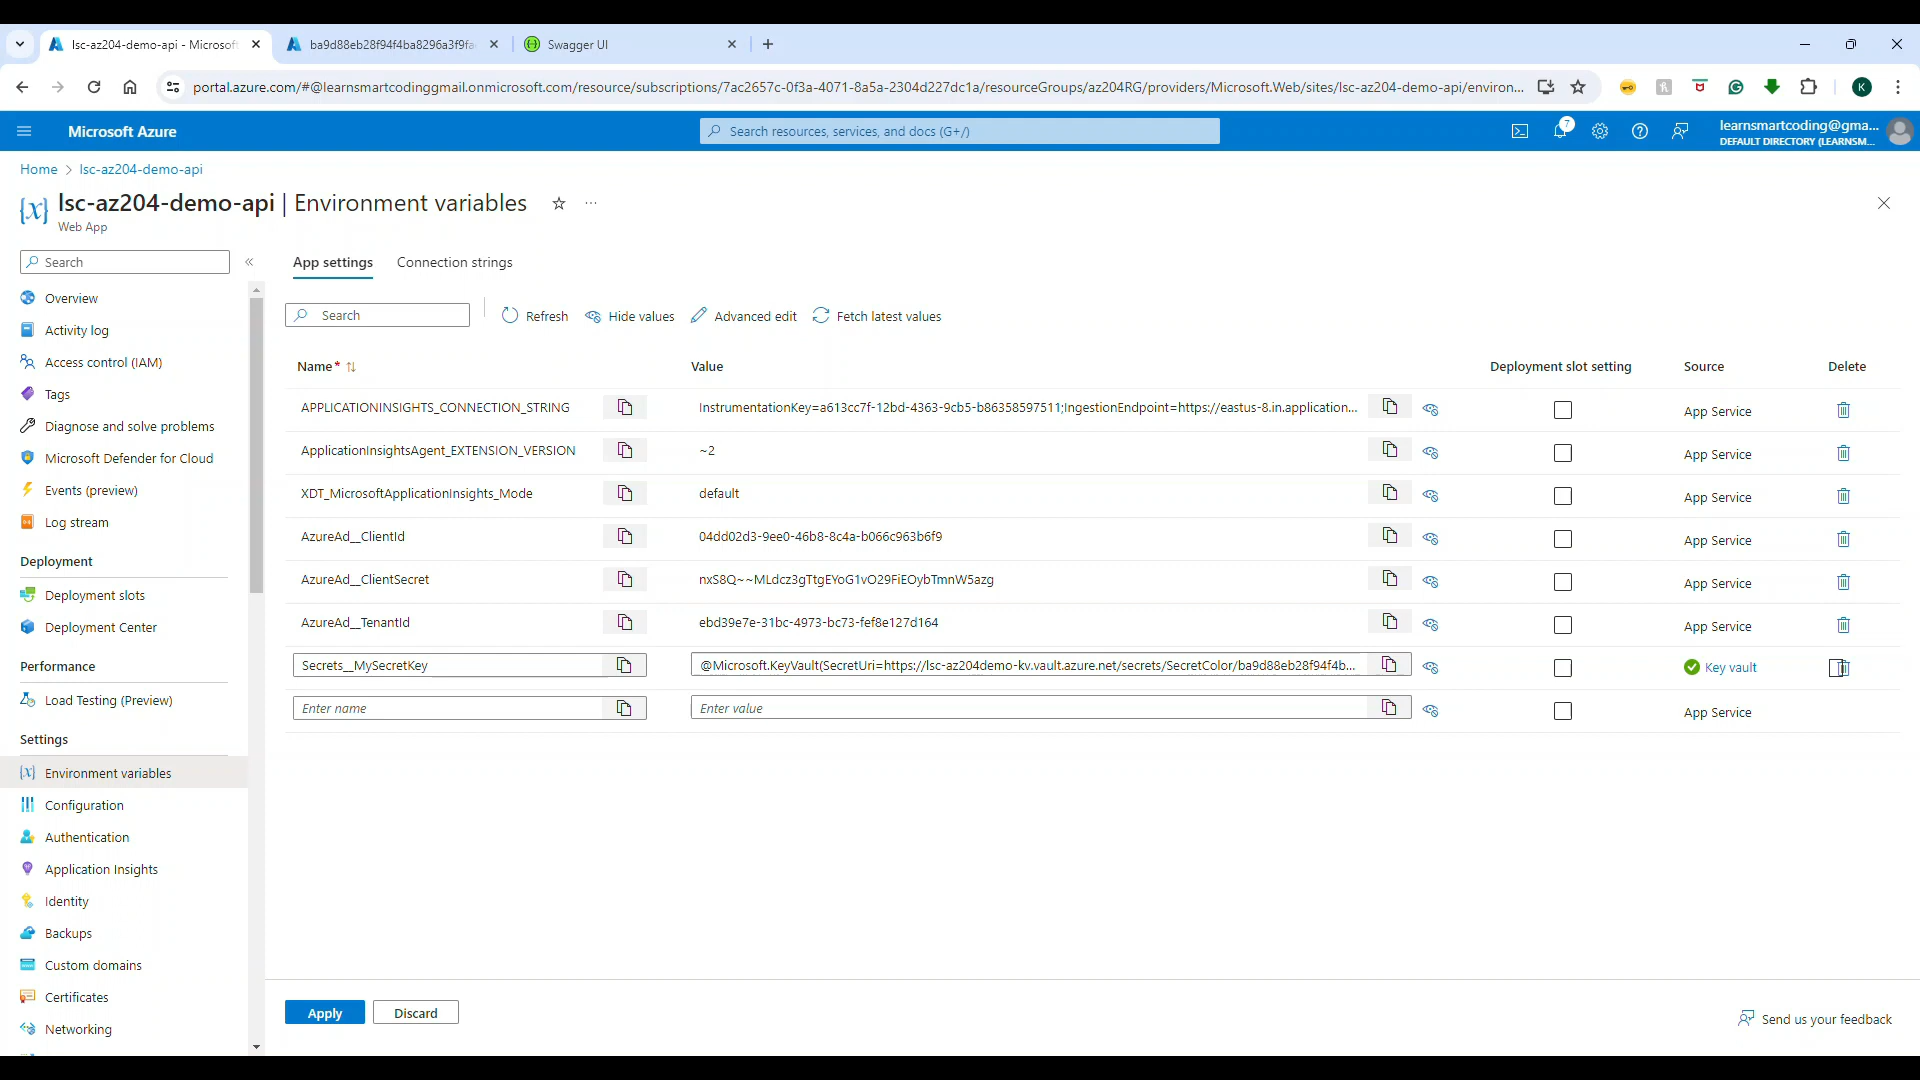 lsc-az204-demo-api - Microsoft
ba9d88eb28f94f4ba8296a3f9fa
Swagger UI
portal.azure.com/#@learnsmartcodinggmail.onmicrosoft.com/resource/subscriptions/7ac2657c-0f3a-4071-8a5a-2304d227dc1a/resourceGroups/az204RG/providers/Microsoft.Web/sites/lsc-az204-demo-api/environ...
K
Microsoft Azure
Search resources, services, and docs (G+/)
7
learnsmartcoding@gma...
DEFAULT DIRECTORY (LEARNSM...
Home > lsc-az204-demo-api
lsc-az204-demo-api | Environment variables
...
Web App
Search
Overview
Activity log
Access control (IAM)
Tags
Diagnose and solve problems
Microsoft Defender for Cloud
Events (preview)
Log stream
Deployment
Deployment slots
Deployment Center
Performance
Load Testing (Preview)
Settings
Environment variables
Configuration
Authentication
Application Insights
Identity
Backups
Custom domains
Certificates
Networking
App settings
Connection strings
Search
Refresh
Hide values
Advanced edit
Fetch latest values
Name* Value Deployment slot setting Source Delete
APPLICATIONINSIGHTS_CONNECTION_STRING InstrumentationKey=a613cc7f-12bd-4363-9cb5-b86358597511;IngestionEndpoint=https://eastus-8.in.application... App Service
ApplicationInsightsAgent_EXTENSION_VERSION ~2 App Service
XDT_MicrosoftApplicationInsights_Mode default App Service
AzureAd__ClientId 04dd02d3-9ee0-46b8-8c4a-b066c963b6f9 App Service
AzureAd__ClientSecret nxS8Q~~MLdcz3gTtgEYoG1vO29FiEOybTmnW5azg App Service
AzureAd__TenantId ebd39e7e-31bc-4973-bc73-fef8e127d164 App Service
Secrets__MySecretKey @Microsoft.KeyVault(SecretUri=https://lsc-az204demo-kv.vault.azure.net/secrets/SecretColor/ba9d88eb28f94f4b... Key vault
Enter name Enter value App Service
Apply
Discard
Send us your feedback